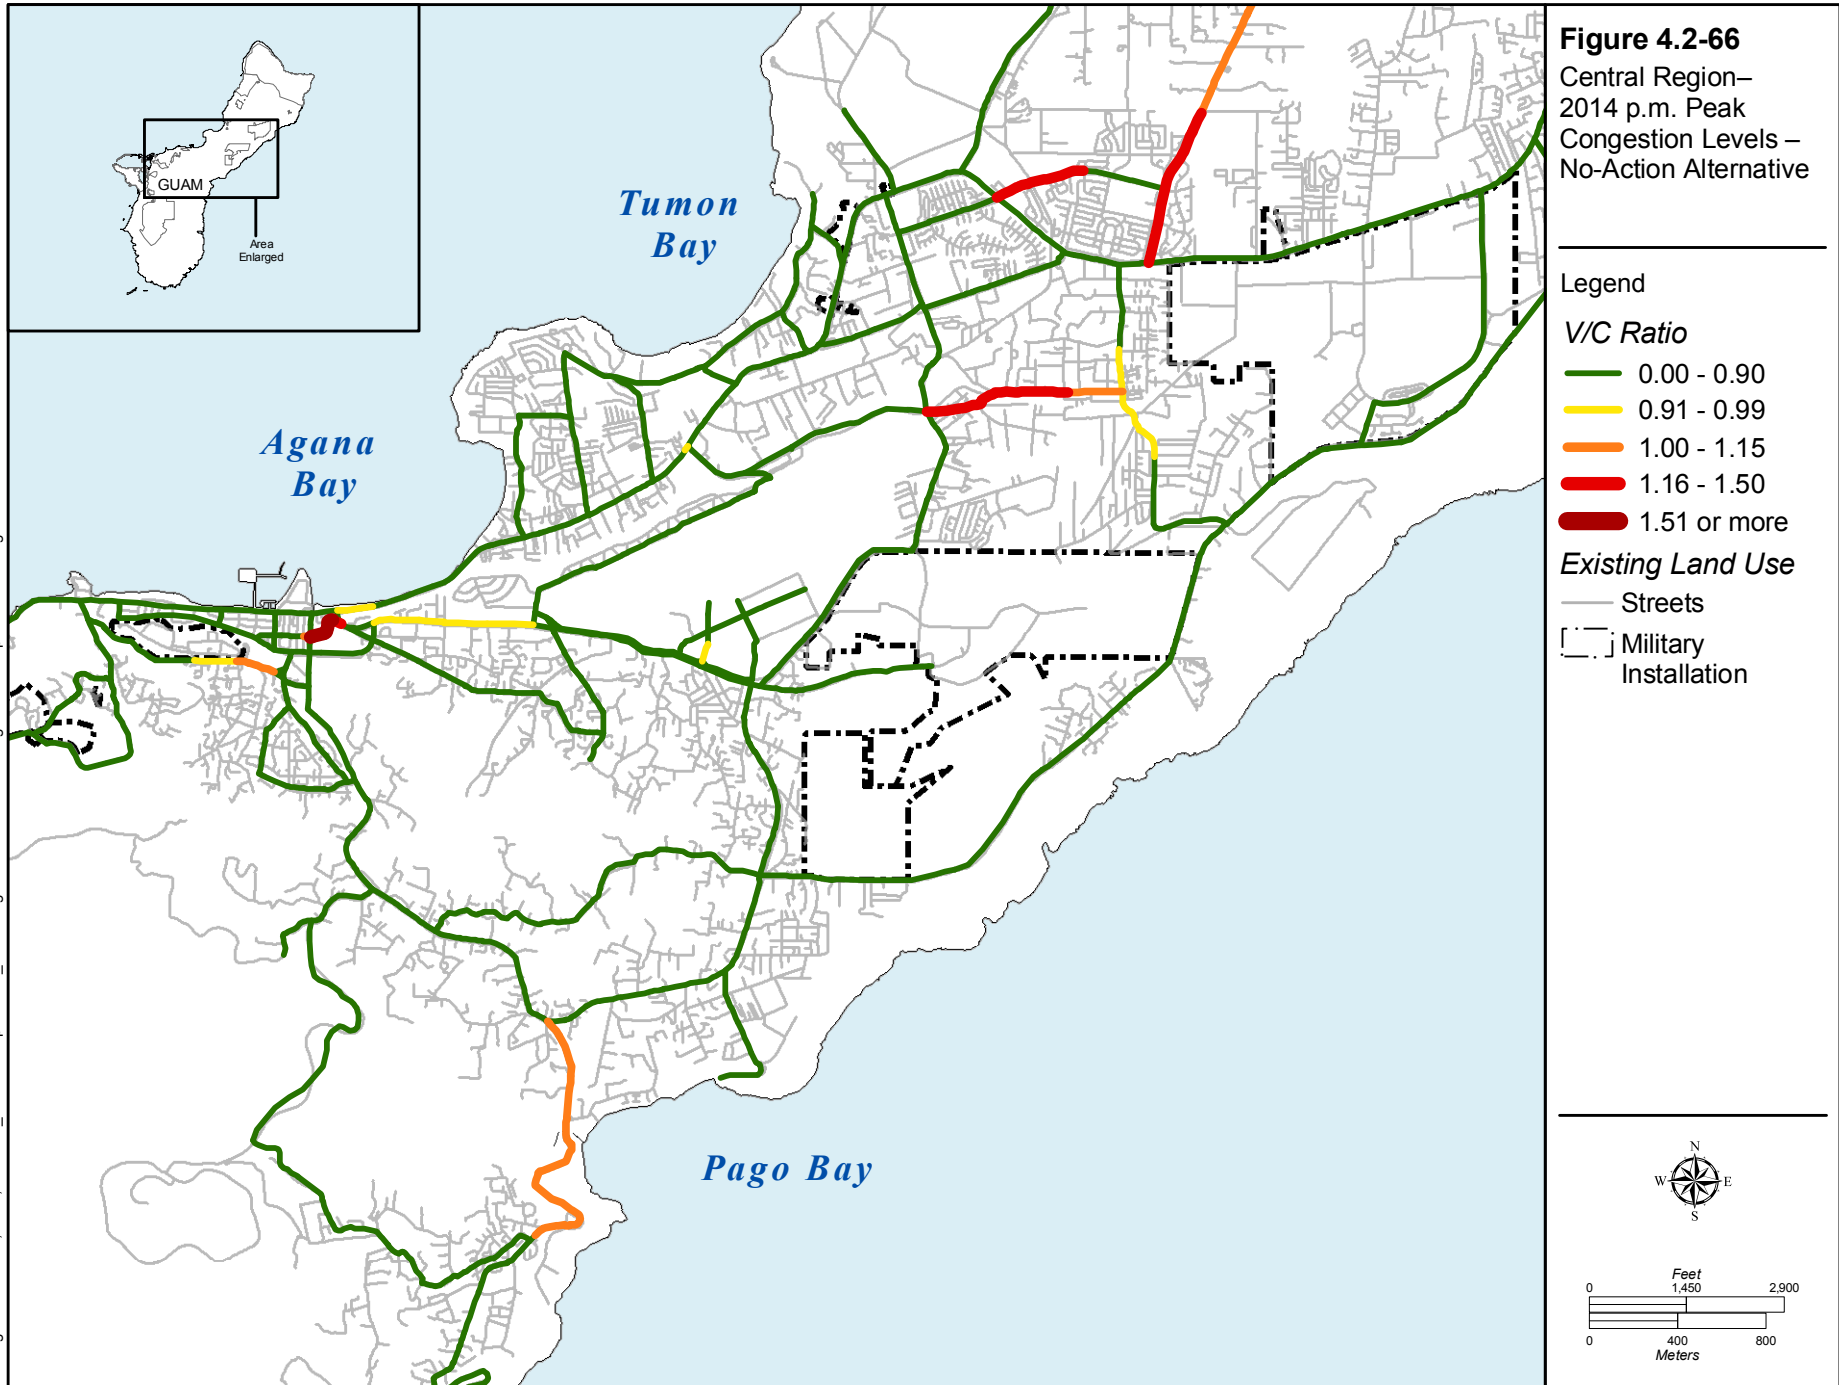 Figure 4.2-66
Central Region–
2014 p.m. Peak
Congestion Levels –
No-Action Alternative
Legend
V/C Ratio
0.00 - 0.90
0.91 - 0.99
1.00 - 1.15
1.16 - 1.50
1.51 or more
Existing Land Use
Streets
Military
Installation
GUAM
Area
Enlarged
Tumon
Bay
Agana
Bay
Pago Bay
N
W E
S
Feet
0 1,450 2,900
0 400 800
Meters